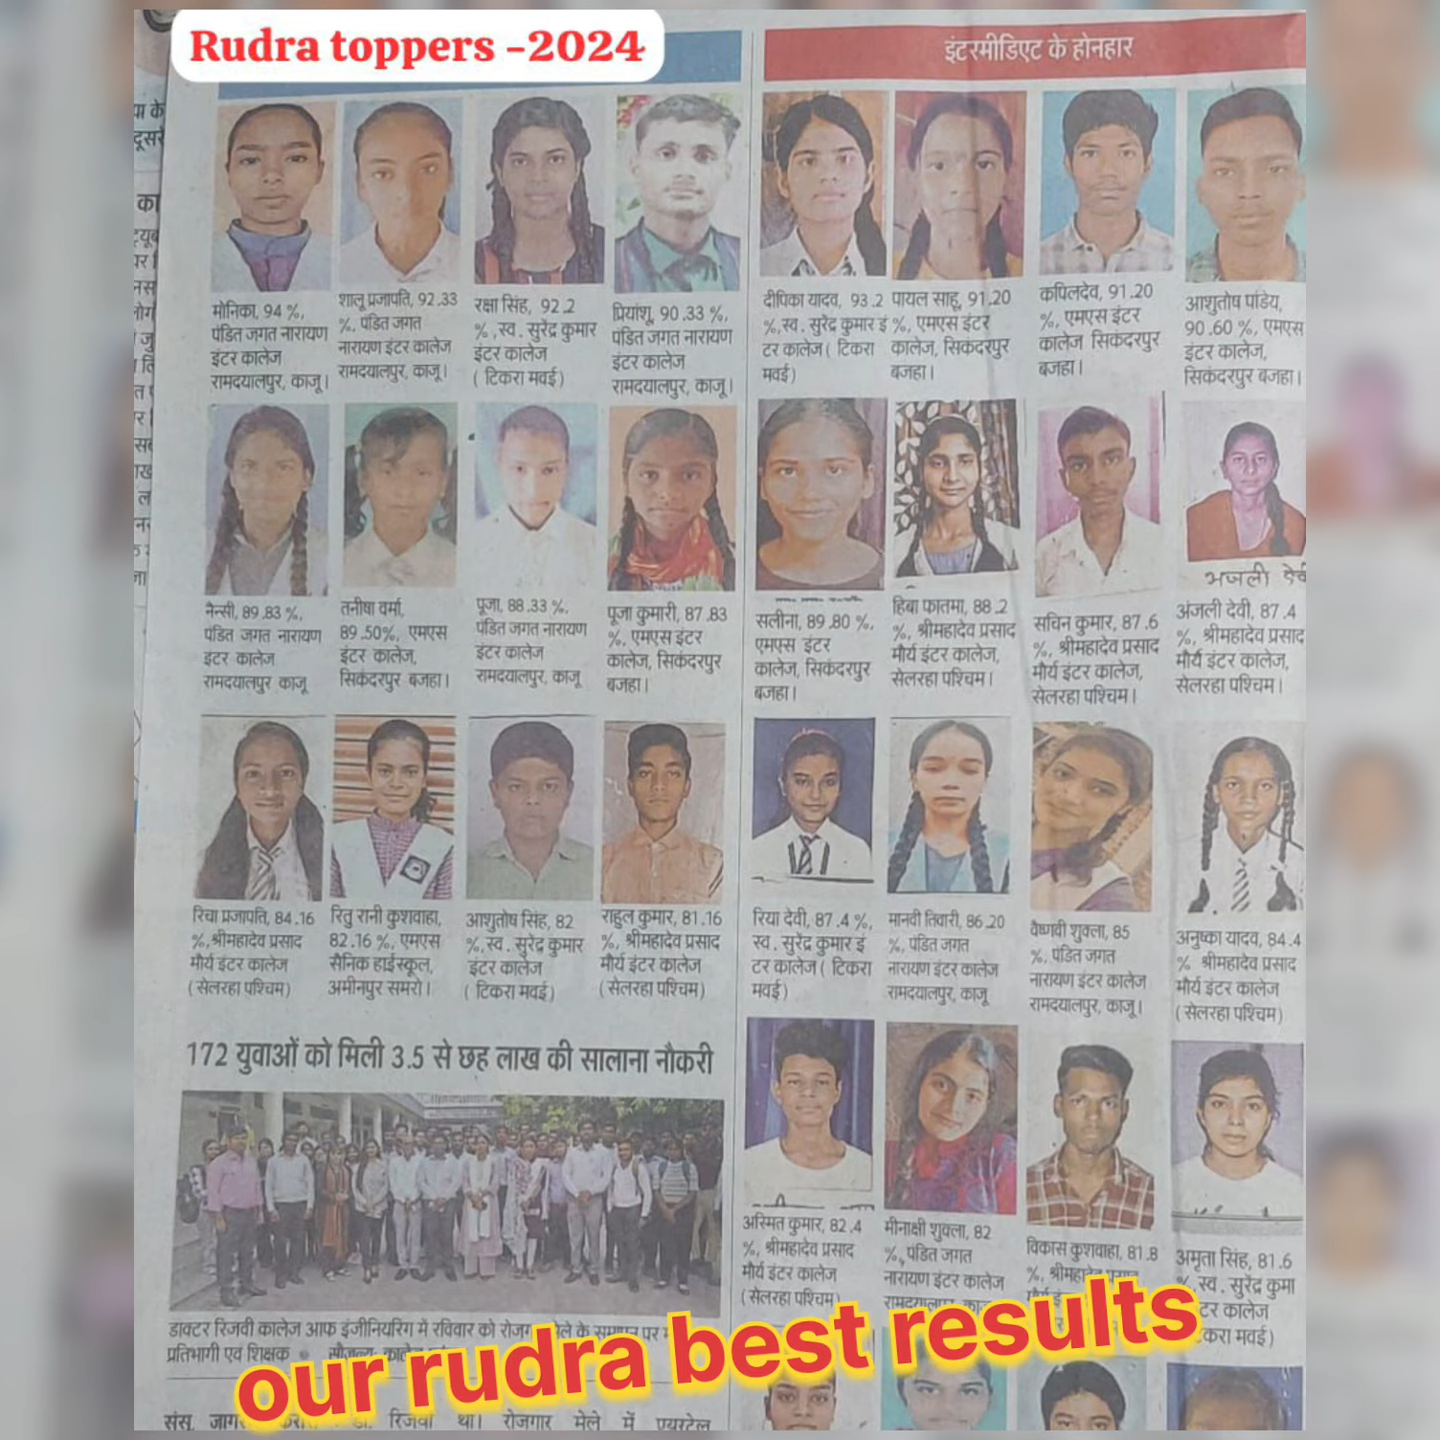 Rudra toppers -2024
इंटरमीडिएट के होनहार
मोनिका, 94 %,
पंडित जगत नारायण
इंटर कालेज
रामदयालपुर, काजू।
शालू प्रजापति, 92.33
%, पंडित जगत
नारायण इंटर कालेज
रामदयालपुर, काजू।
रक्षा सिंह, 92.2
%,स्व. सुरेंद्र कुमार
इंटर कालेज
( टिकरा मवई)
प्रियांशू, 90.33 %,
पंडित जगत नारायण
इंटर कालेज
रामदयालपुर, काजू।
दीपिका यादव, 93.2
%,स्व. सुरेंद्र कुमार इं
टर कालेज ( टिकरा
मवई)
पायल साहू, 91.20
%, एमएस इंटर
कालेज, सिकंदरपुर
बजहा।
कपिलदेव, 91.20
%, एमएस इंटर
कालेज सिकंदरपुर
बजहा।
आशुतोष पांडेय,
90.60 %, एमएस
इंटर कालेज,
सिकंदरपुर बजहा।
नैन्सी, 89.83 %,
पंडित जगत नारायण
इंटर कालेज
रामदयालपुर काजू
तनीषा वर्मा,
89.50%, एमएस
इंटर कालेज,
सिकंदरपुर बजहा।
पूजा, 88.33 %,
पंडित जगत नारायण
इंटर कालेज
रामदयालपुर, काजू
पूजा कुमारी, 87.83
%, एमएस इंटर
कालेज, सिकंदरपुर
बजहा।
सलीना, 89.80 %,
एमएस इंटर
कालेज, सिकंदरपुर
बजहा।
हिबा फातमा, 88.2
%, श्रीमहादेव प्रसाद
मौर्य इंटर कालेज,
सेलरहा पश्चिम।
सचिन कुमार, 87.6
%, श्रीमहादेव प्रसाद
मौर्य इंटर कालेज,
सेलरहा पश्चिम।
अंजली देवी, 87.4
%, श्रीमहादेव प्रसाद
मौर्य इंटर कालेज,
सेलरहा पश्चिम।
रिचा प्रजापति, 84.16
%,श्रीमहादेव प्रसाद
मौर्य इंटर कालेज
(सेलरहा पश्चिम)
रितु रानी कुशवाहा,
82.16 %, एमएस
सैनिक हाईस्कूल,
अमीनपुर समरो।
आशुतोष सिंह, 82
%,स्व. सुरेंद्र कुमार
इंटर कालेज
( टिकरा मवई)
राहुल कुमार, 81.16
%, श्रीमहादेव प्रसाद
मौर्य इंटर कालेज
(सेलरहा पश्चिम)
रिया देवी, 87.4 %,
स्व. सुरेंद्र कुमार इं
टर कालेज ( टिकरा
मवई)
मानवी तिवारी, 86.20
%, पंडित जगत
नारायण इंटर कालेज
रामदयालपुर, काजू
वैष्णवी शुक्ला, 85
%, पंडित जगत
नारायण इंटर कालेज
रामदयालपुर, काजू।
अनुष्का यादव, 84.4
% श्रीमहादेव प्रसाद
मौर्य इंटर कालेज
(सेलरहा पश्चिम)
172 युवाओं को मिली 3.5 से छह लाख की सालाना नौकरी
अस्मित कुमार, 82.4
%, श्रीमहादेव प्रसाद
मौर्य इंटर कालेज
(सेलरहा पश्चिम)
मीनाक्षी शुक्ला, 82
%, पंडित जगत
नारायण इंटर कालेज
विकास कुशवाहा, 81.8
%, श्रीमहादेव
अमृता सिंह, 81.6
%,स्व. सुरेंद्र कुमा
टर कालेज
मवई)
डाक्टर रिजवी कालेज आफ इंजीनियरिंग में रविवार को
प्रतिभागी एवं शिक्षक
our rudra best results
रिजवी था। रोजगार मेले में एयरटेल